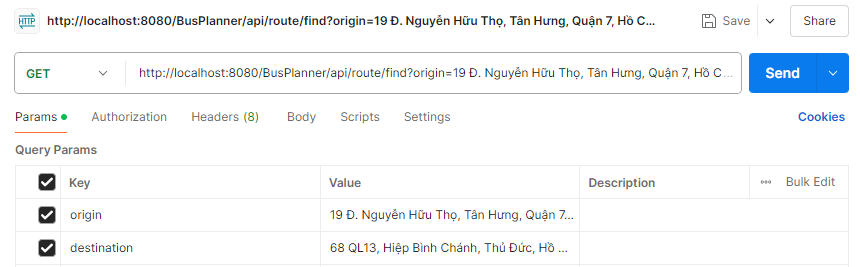 HTTP http://localhost:8080/BusPlanner/api/route/find?origin=19 Đ. Nguyễn Hữu Thọ, Tân Hưng, Quận 7, Hồ C... Save Share
GET http://localhost:8080/BusPlanner/api/route/find?origin=19 Đ. Nguyễn Hữu Thọ, Tân Hưng, Quận 7, Hồ C... Send
Params Authorization Headers (8) Body Scripts Settings Cookies
Query Params
Key Value Description Bulk Edit
origin 19 Đ. Nguyễn Hữu Thọ, Tân Hưng, Quận 7,...
destination 68 QL13, Hiệp Bình Chánh, Thủ Đức, Hồ ...